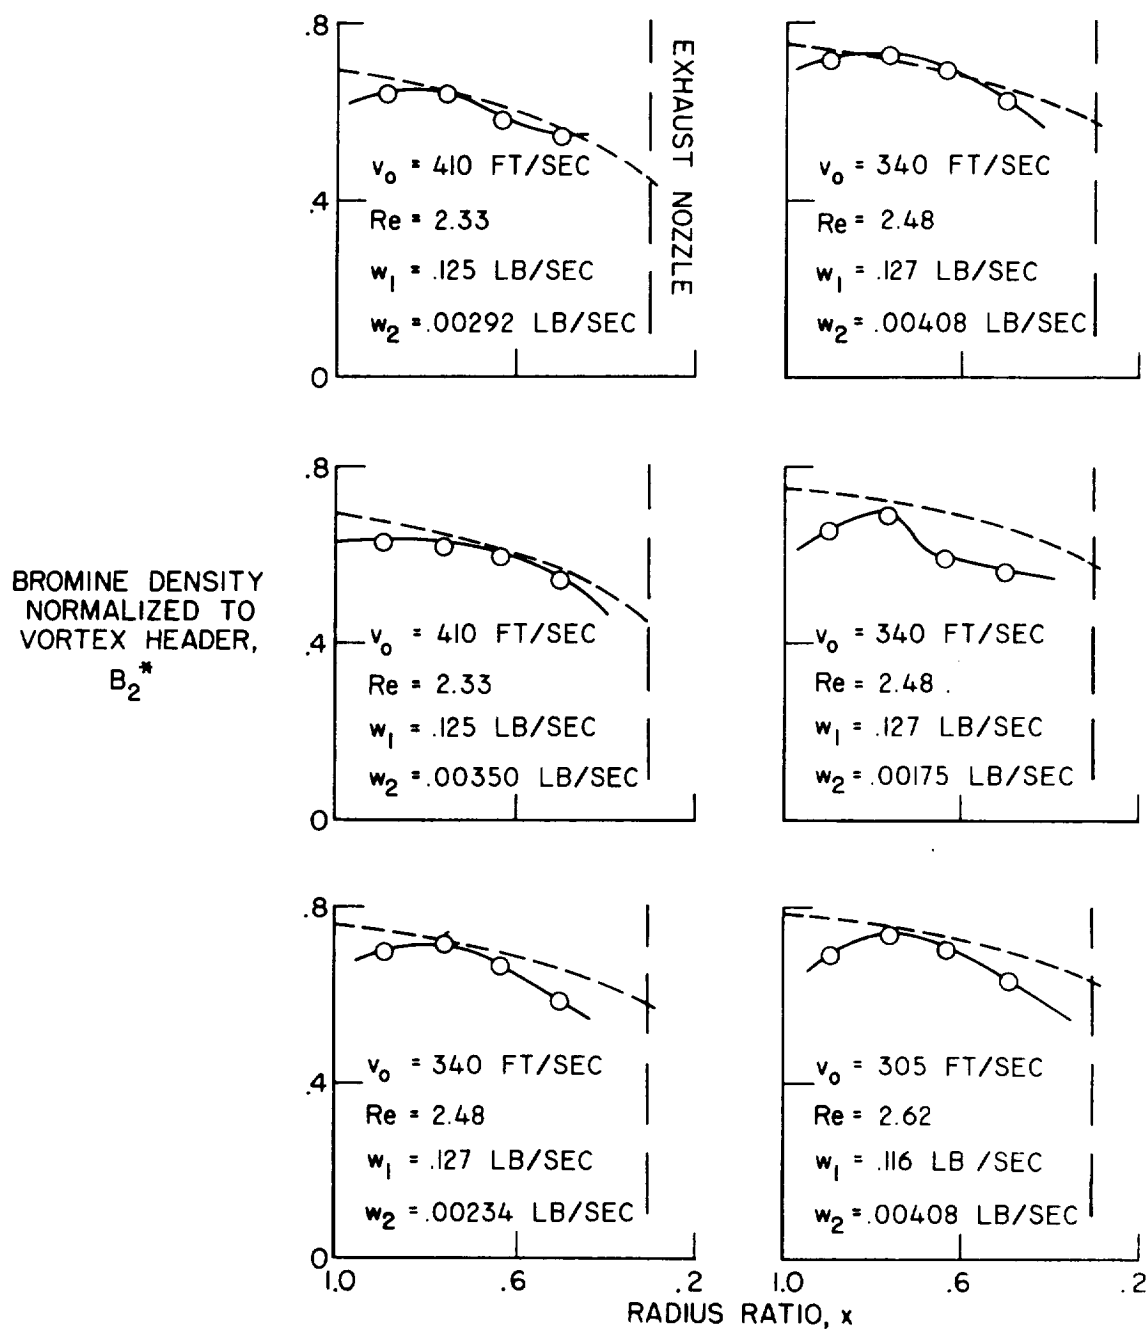 .8
.4
0
EXHAUST NOZZLE
v₀ = 410 FT/SEC
Re = 2.33
w₁ = .125 LB/SEC
w₂ = .00292 LB/SEC
v₀ = 340 FT/SEC
Re = 2.48
w₁ = .127 LB/SEC
w₂ = .00408 LB/SEC
BROMINE DENSITY
NORMALIZED TO
VORTEX HEADER,
B₂*
.8
.4
0
v₀ = 410 FT/SEC
Re = 2.33
w₁ = .125 LB/SEC
w₂ = .00350 LB/SEC
v₀ = 340 FT/SEC
Re = 2.48
w₁ = .127 LB/SEC
w₂ = .00175 LB/SEC
.8
.4
0
v₀ = 340 FT/SEC
Re = 2.48
w₁ = .127 LB/SEC
w₂ = .00234 LB/SEC
v₀ = 305 FT/SEC
Re = 2.62
w₁ = .116 LB /SEC
w₂ = .00408 LB/SEC
1.0 .6 .2 1.0 .6 .2
RADIUS RATIO, x